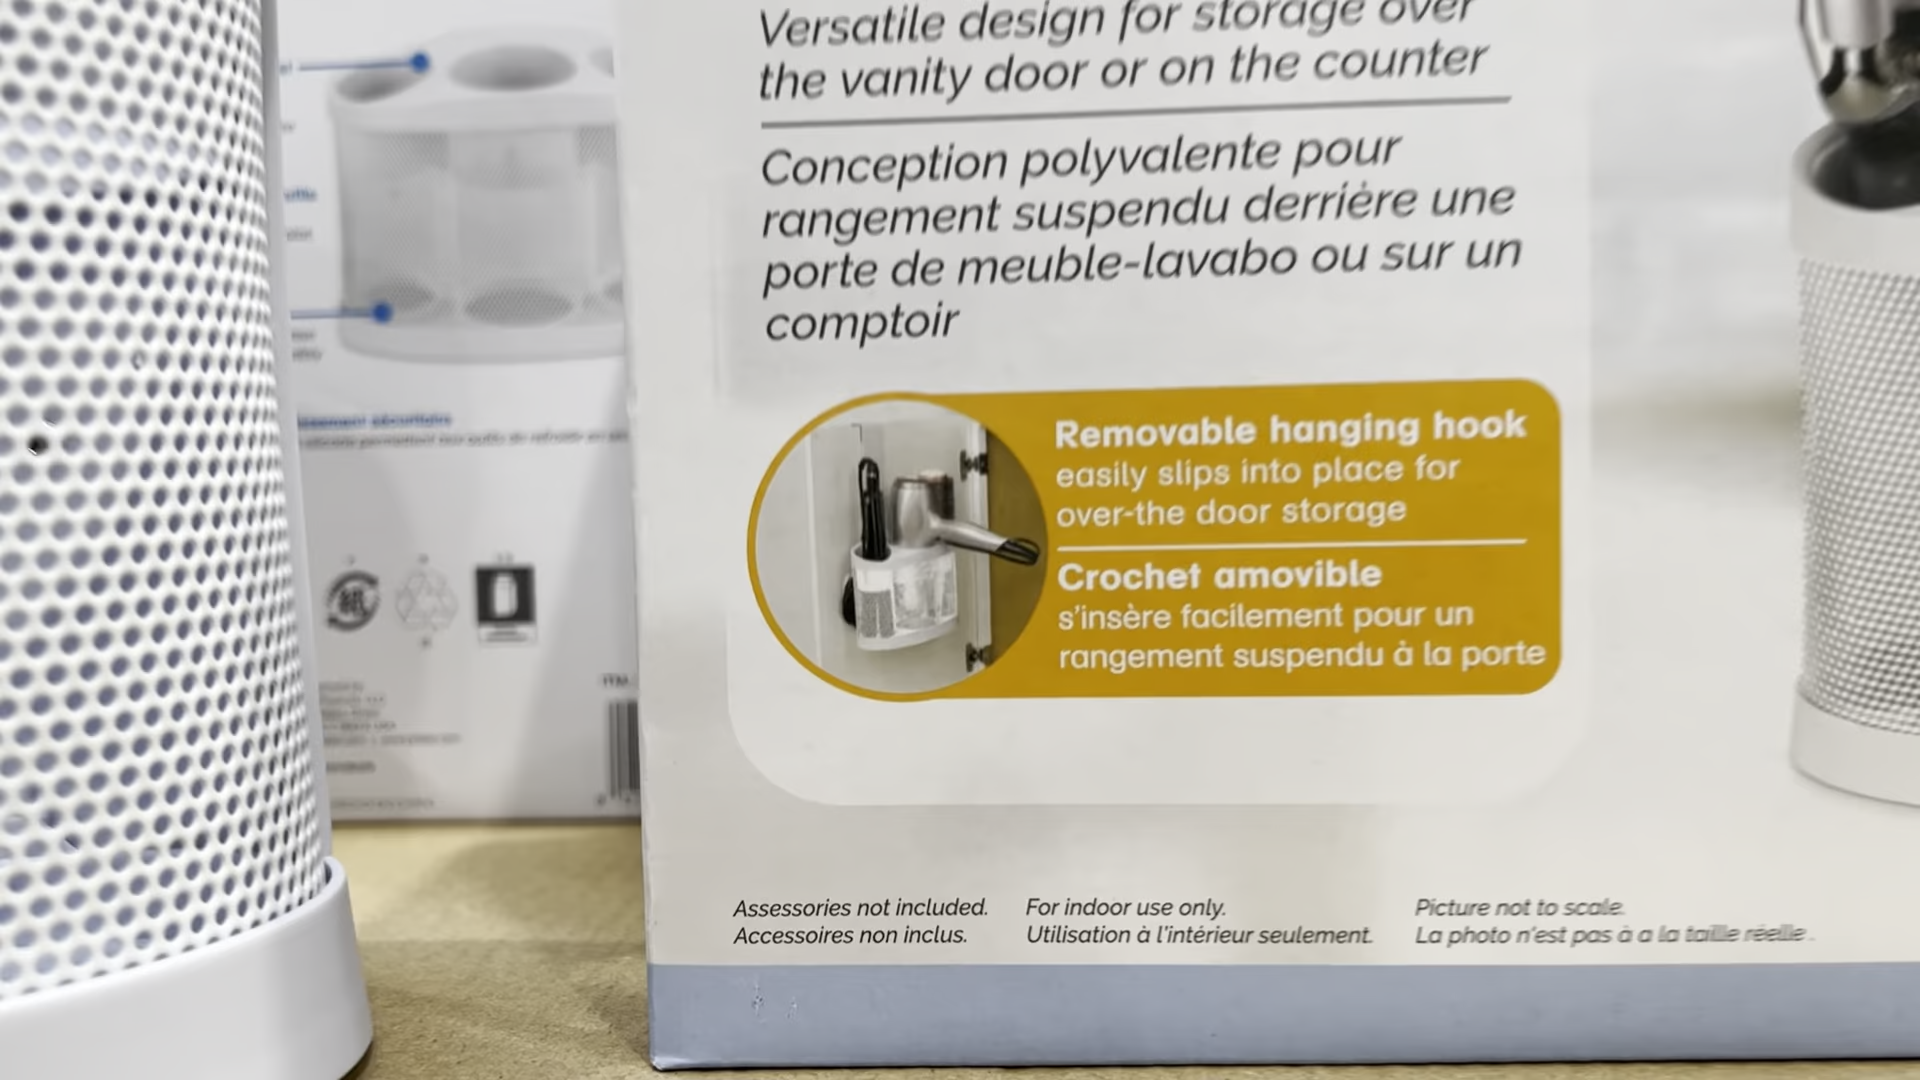 Versatile design for storage over
the vanity door or on the counter
Conception polyvalente pour
rangement suspendu derrière une
porte de meuble-lavabo ou sur un
comptoir
Removable hanging hook
easily slips into place for
over-the door storage
Crochet amovible
s'insère facilement pour un
rangement suspendu à la porte
Assessories not included.
Accessoires non inclus.
For indoor use only.
Utilisation à l'intérieur seulement.
Picture not to scale.
La photo n'est pas à a la taille réelle.